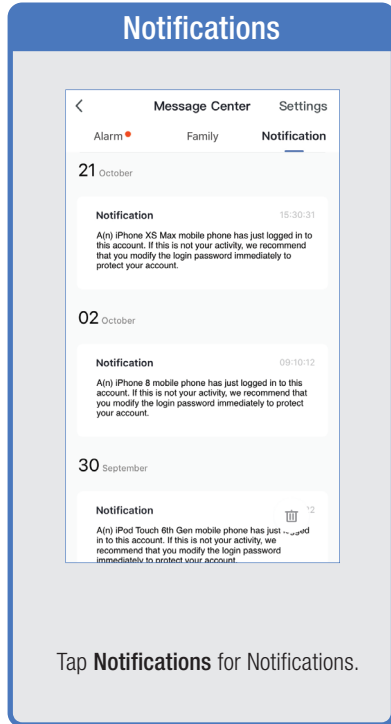 Notifications
< Message Center Settings
Alarm Family Notification
21 October
Notification 15:30:31
A(n) iPhone XS Max mobile phone has just logged in to
this account. If this is not your activity, we recommend
that you modify the login password immediately to
protect your account.
02 October
Notification 09:10:12
A(n) iPhone 8 mobile phone has just logged in to this
account. If this is not your activity, we recommend that
you modify the login password immediately to protect
your account.
30 September
Notification
A(n) iPod Touch 6th Gen mobile phone has just
in to this account. If this is not your activity, we
recommend that you modify the login password
immediately to protect your account
Tap Notifications for Notifications.